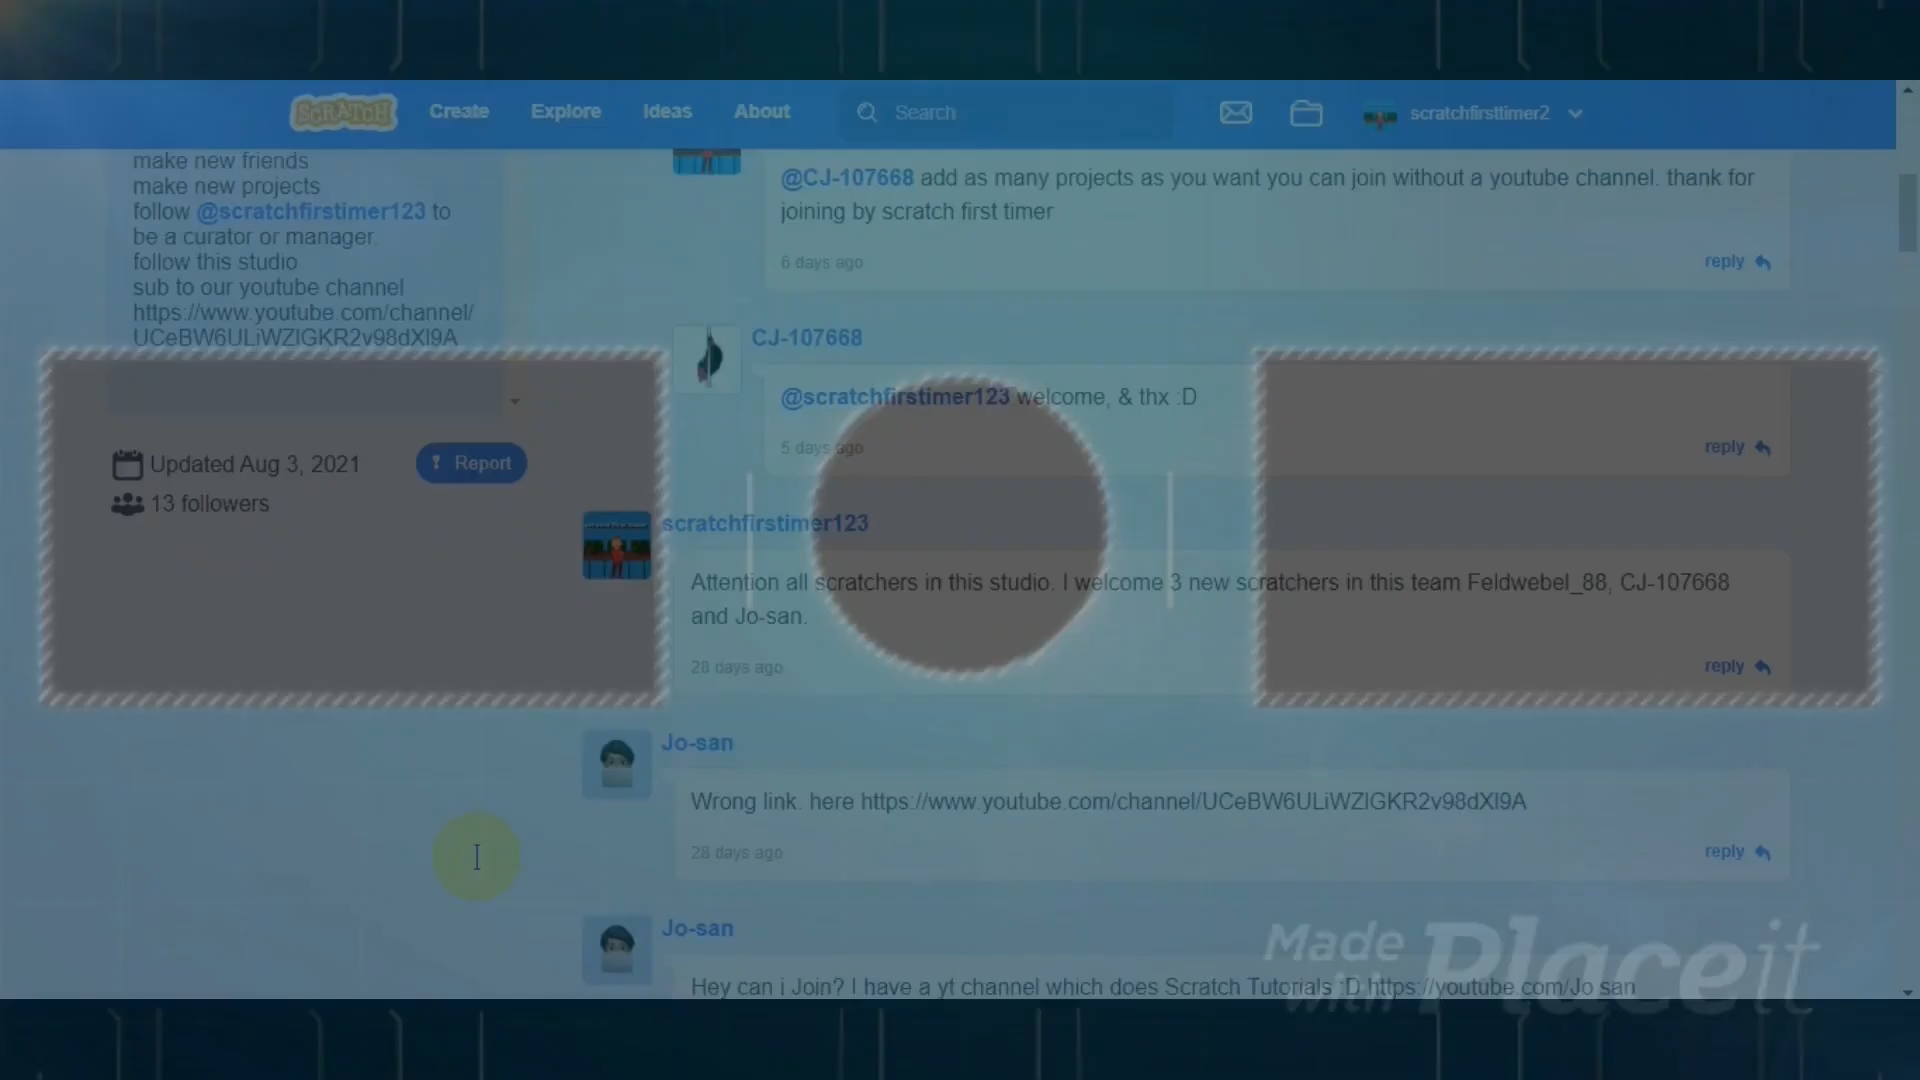 SCRATCH Create Explore Ideas About Search scratchfirsttimer2
make new friends
make new projects
follow @scratchfirstimer123 to
be a curator or manager.
follow this studio
sub to our youtube channel
https://www.youtube.com/channel/
UCeBW6ULiWZlGKR2v98dXl9A
Updated Aug 3, 2021
Report
13 followers
@CJ-107668 add as many projects as you want you can join without a youtube channel. thank for
joining by scratch first timer
6 days ago
reply
CJ-107668
@scratchfirstimer123 welcome, & thx :D
5 days ago
reply
scratchfirstimer123
Attention all scratchers in this studio. I welcome 3 new scratchers in this team Feldwebel_88, CJ-107668
and Jo-san.
28 days ago
reply
Jo-san
Wrong link. here https://www.youtube.com/channel/UCeBW6ULiWZlGKR2v98dXl9A
28 days ago
reply
Jo-san
Hey can i Join? I have a yt channel which does Scratch Tutorials :D https://youtube.com/Jo san
Made
with Placeit